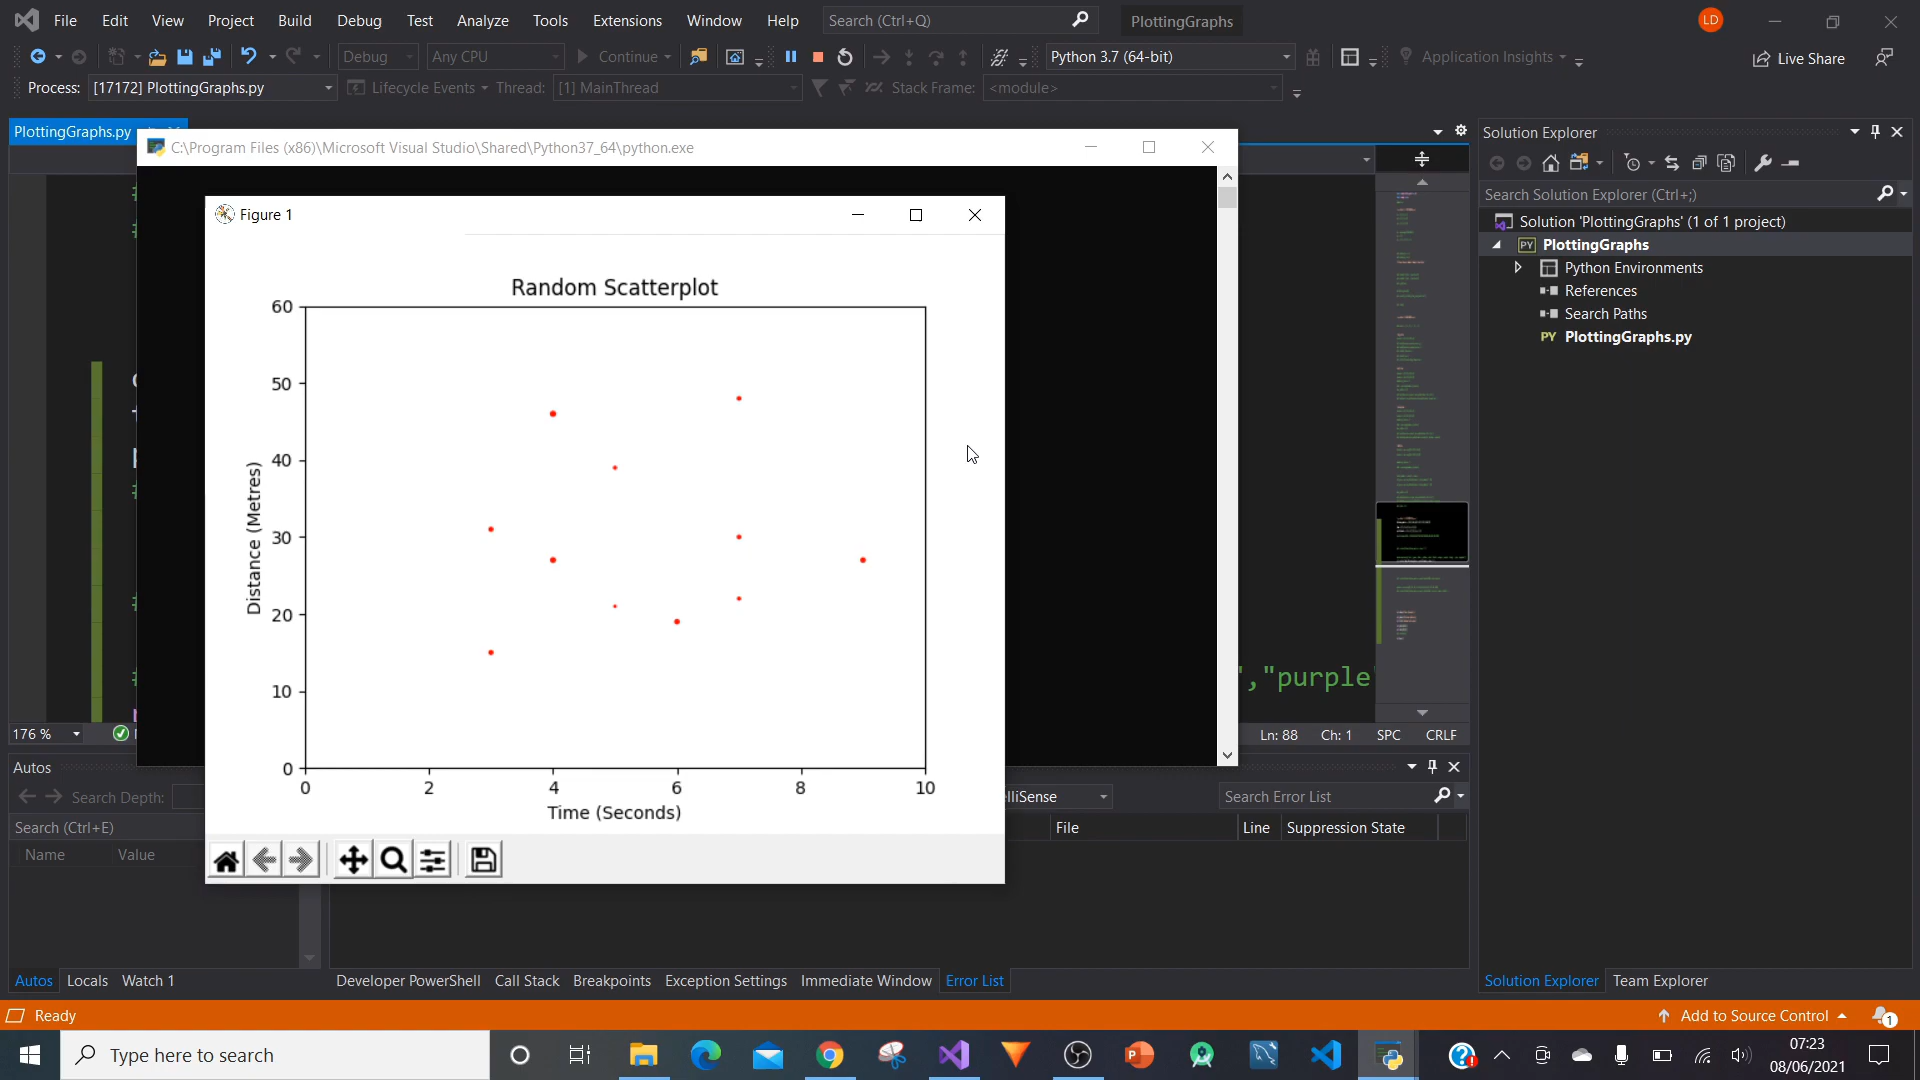 File Edit View Project Build Debug Test Analyze Tools Extensions Window Help Search (Ctrl+Q) PlottingGraphs LD
Debug Any CPU Continue Python 3.7 (64-bit) Application Insights Live Share
Process: [17172] PlottingGraphs.py Lifecycle Events Thread: [1] MainThread Stack Frame: <module>
PlottingGraphs.py
C:\Program Files (x86)\Microsoft Visual Studio\Shared\Python37_64\python.exe
Figure 1
Random Scatterplot
60
50
40
30
20
10
0
Distance (Metres)
0 2 4 6 8 10
Time (Seconds)
","purple"
176 %
Ln: 88 Ch: 1 SPC CRLF
Solution Explorer
Search Solution Explorer (Ctrl+;)
Solution 'PlottingGraphs' (1 of 1 project)
PY PlottingGraphs
Python Environments
References
Search Paths
PY PlottingGraphs.py
Autos
Search Depth:
Search (Ctrl+E)
Name Value
elliSense
Search Error List
File Line Suppression State
Autos Locals Watch 1
Developer PowerShell Call Stack Breakpoints Exception Settings Immediate Window Error List
Solution Explorer Team Explorer
Ready
Add to Source Control 1
Type here to search
07:23
08/06/2021